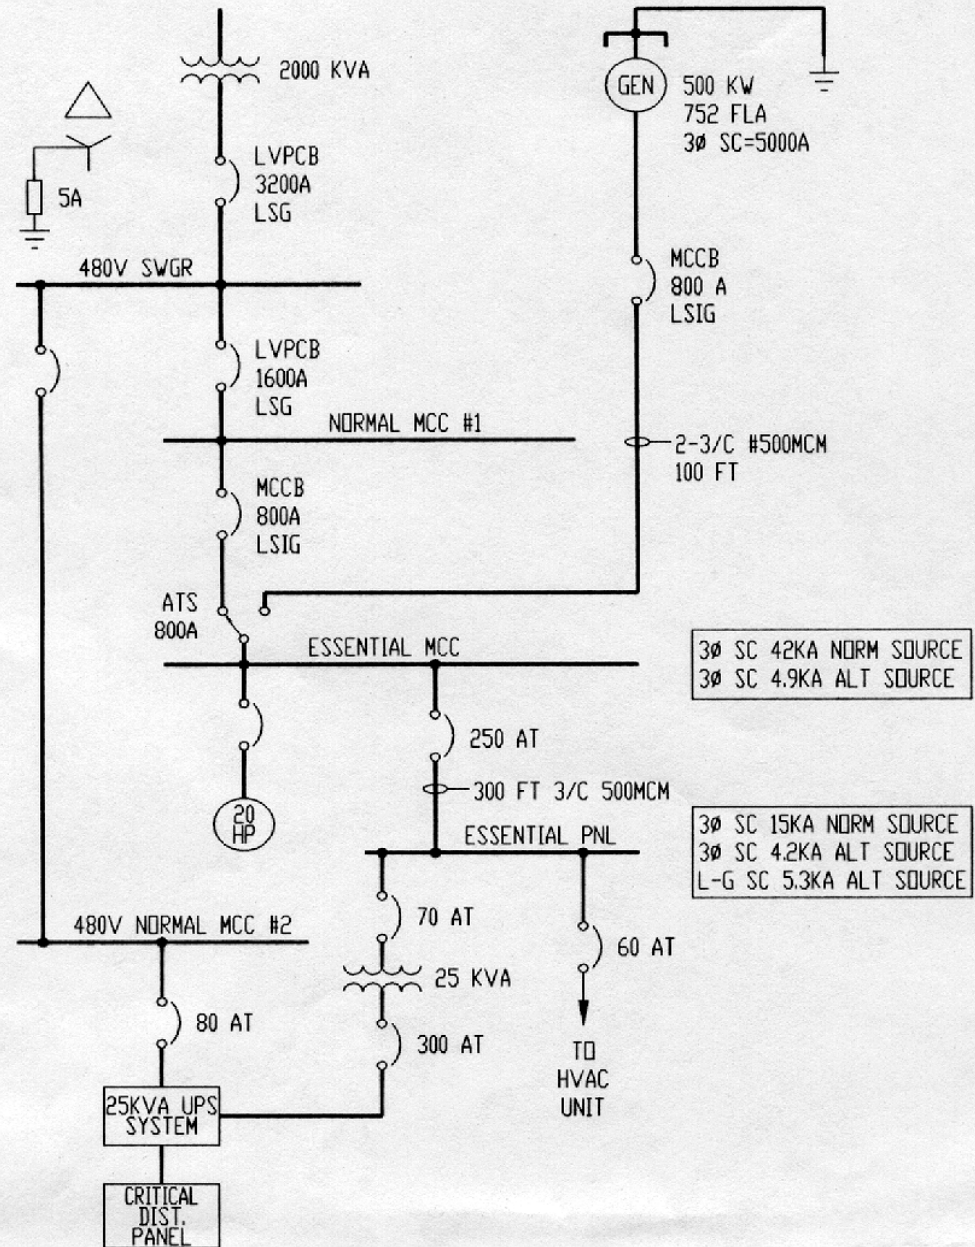 2000 KVA
GEN
500 KW
752 FLA
3ø SC=5000A
5A
LVPCB
3200A
LSG
480V SWGR
MCCB
800 A
LSIG
LVPCB
1600A
LSG
NORMAL MCC #1
2-3/C #500MCM
100 FT
MCCB
800A
LSIG
ATS
800A
ESSENTIAL MCC
3ø SC 42KA NORM SOURCE
3ø SC 4.9KA ALT SOURCE
250 AT
300 FT 3/C 500MCM
20
HP
ESSENTIAL PNL
3ø SC 15KA NORM SOURCE
3ø SC 4.2KA ALT SOURCE
L-G SC 5.3KA ALT SOURCE
70 AT
480V NORMAL MCC #2
60 AT
25 KVA
80 AT
300 AT
TO
HVAC
UNIT
25KVA UPS
SYSTEM
CRITICAL
DIST.
PANEL